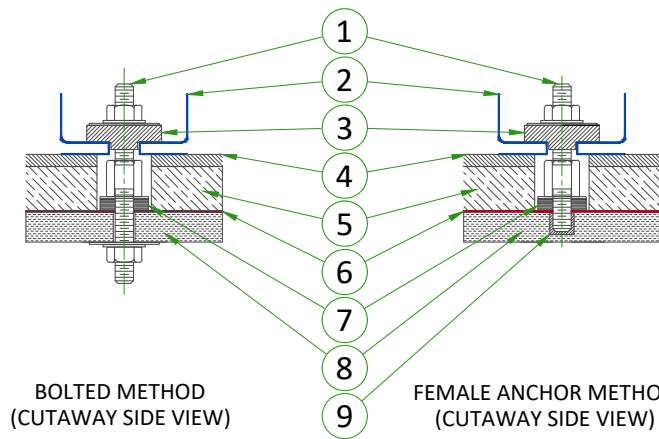 1
2
3
4
5
6
7
8
9
BOLTED METHOD
(CUTAWAY SIDE VIEW)
FEMALE ANCHOR METHO
(CUTAWAY SIDE VIEW)